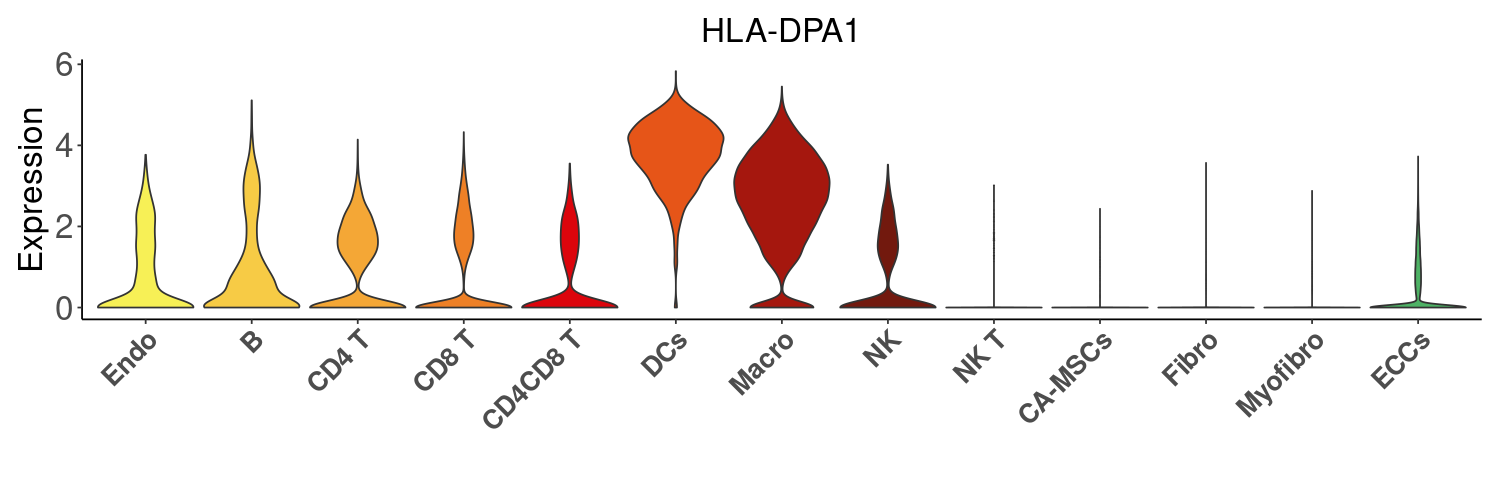 HLA-DPA1
Expression
6
4
2
0
Endo
B
CD4 T
CD8 T
CD4CD8 T
DCs
Macro
NK
NK T
CA-MSCs
Fibro
Myofibro
ECCs